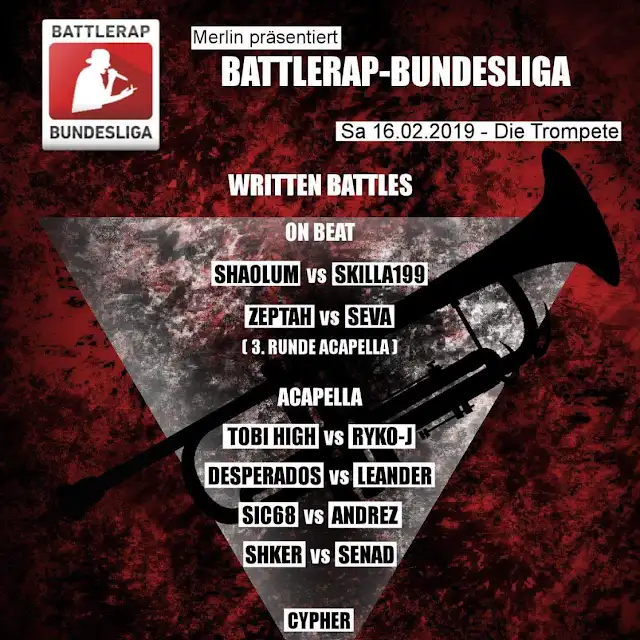 BATTLERAP
BUNDESLIGA
Merlin präsentiert
BATTLERAP-BUNDESLIGA
Sa 16.02.2019 - Die Trompete
WRITTEN BATTLES
ON BEAT
SHAOLUM vs SKILLA199
ZEPTAH vs SEVA
( 3. RUNDE ACAPELLA )
ACAPELLA
TOBI HIGH vs RYKO-J
DESPERADOS vs LEANDER
SIC68 vs ANDREZ
SHKER vs SENAD
CYPHER